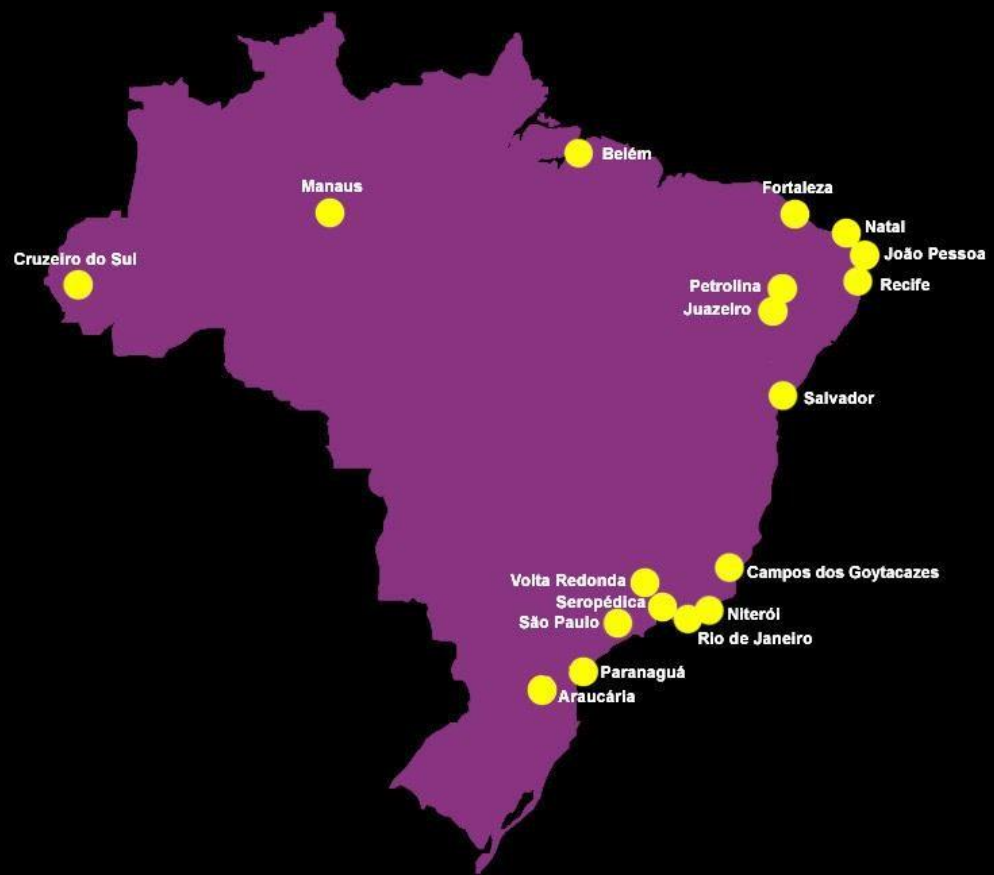 Belém
Manaus
Fortaleza
Natal
João Pessoa
Cruzeiro do Sul
Petrolina
Recife
Juazeiro
Salvador
Campos dos Goytacazes
Volta Redonda
Seropédica
Niterói
São Paulo
Rio de Janeiro
Paranaguá
Araucária